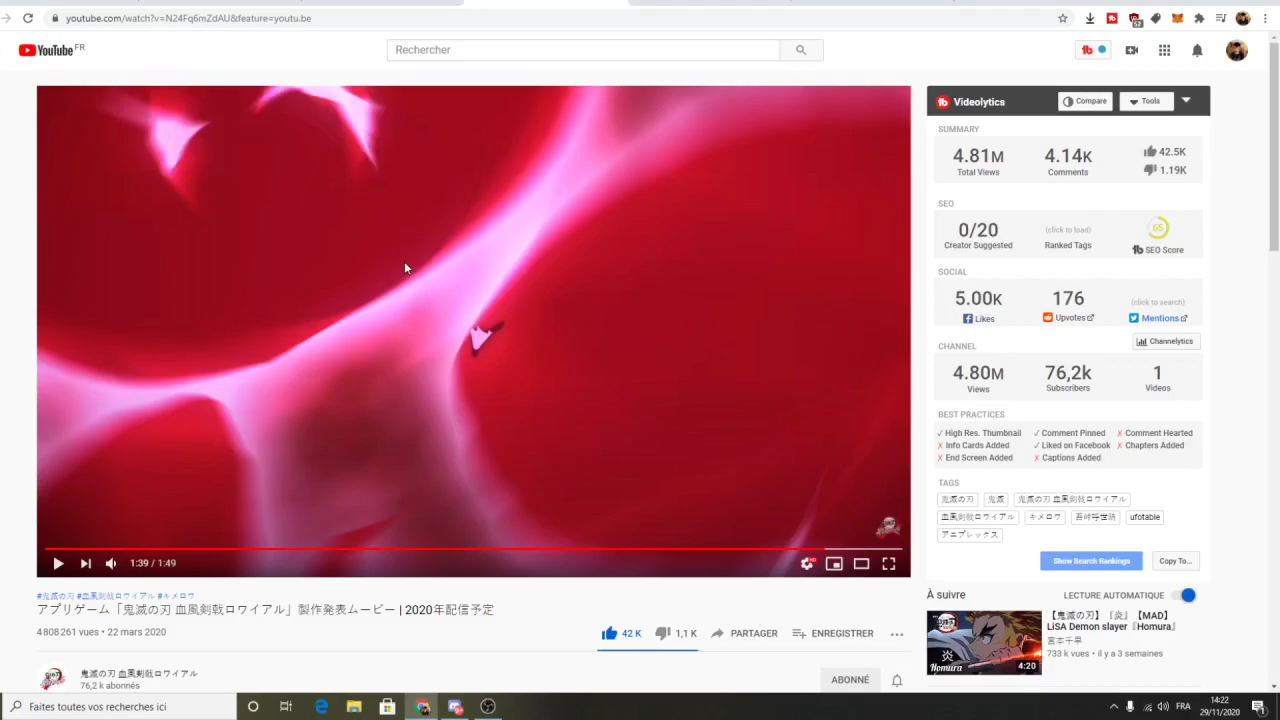 youtube.com/watch?v=N24Fq6mZdAU&feature=youtu.be
57
YouTube FR
Rechercher
Videolytics
Compare
Tools
SUMMARY
4.81M
Total Views
4.14K
Comments
42.5K
1.19K
SEO
0/20
Creator Suggested
(click to load)
Ranked Tags
65
SEO Score
SOCIAL
5.00K
Likes
176
Upvotes
(click to search)
Mentions
Channelytics
CHANNEL
4.80M
Views
76,2k
Subscribers
1
Videos
BEST PRACTICES
✓ High Res. Thumbnail ✓ Comment Pinned ✗ Comment Hearted
✗ Info Cards Added ✓ Liked on Facebook ✗ Chapters Added
✗ End Screen Added ✗ Captions Added
TAGS
鬼滅の刃 鬼滅 鬼滅の刃 血風剣戟ロワイアル
血風剣戟ロワイアル キメロワ 吾峠呼世晴 ufotable
アニプレックス
Show Search Rankings Copy To...
1:39 / 1:49
#鬼滅の刃 #血風剣戟ロワイアル #キメロワ
アプリゲーム「鬼滅の刃 血風剣戟ロワイアル」製作発表ムービー | 2020年配信予定
4 808 261 vues • 22 mars 2020
42 K 1,1 K PARTAGER ENREGISTRER
鬼滅の刃 血風剣戟ロワイアル
76,2 k abonnés
ABONNÉ
À suivre LECTURE AUTOMATIQUE
【鬼滅の刃】『炎』【MAD】
LiSA Demon slayer『Homura』
宮本千早
733 k vues • il y a 3 semaines
炎
Homura
4:20
Faites toutes vos recherches ici
FRA
14:22
29/11/2020
1